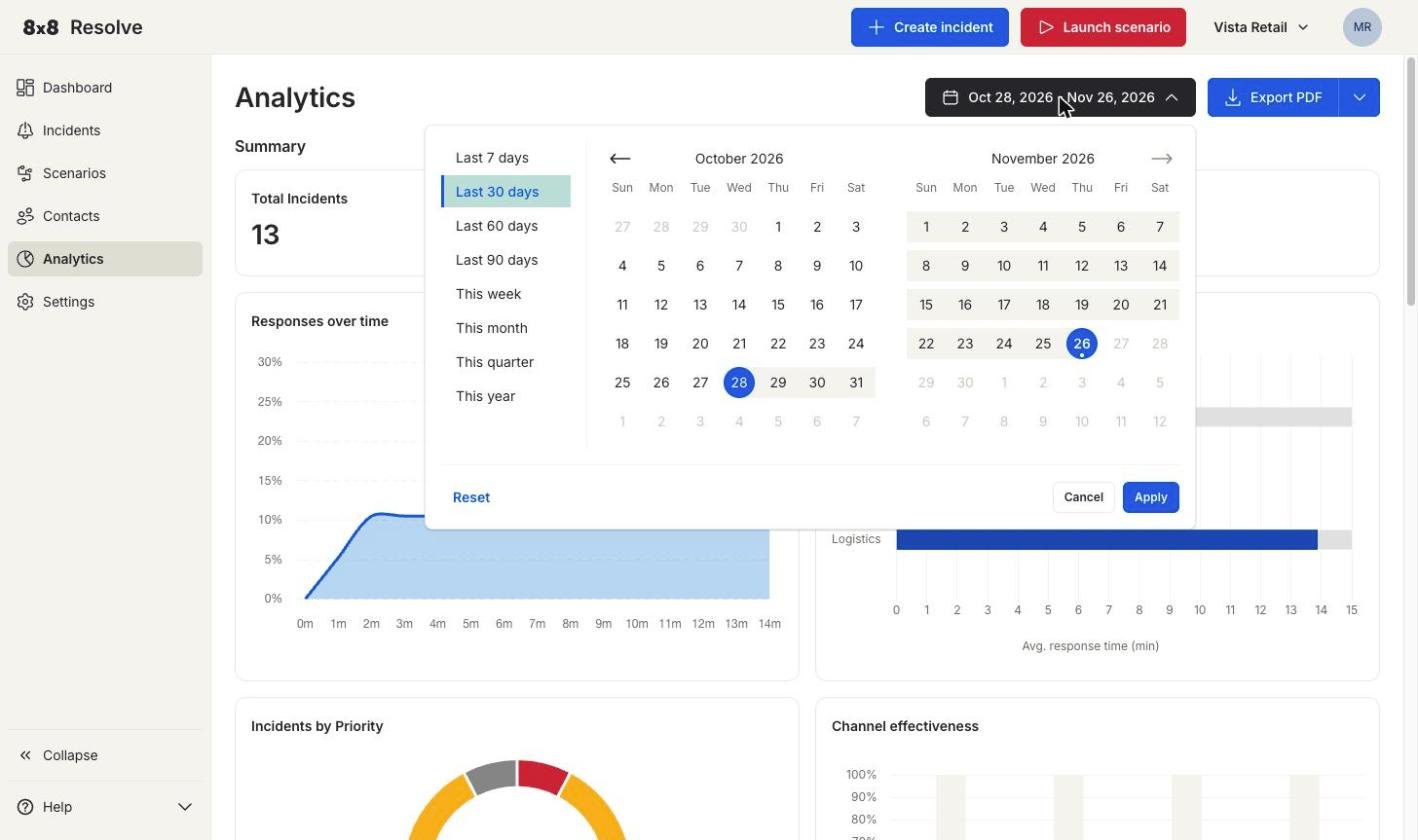 8x8 Resolve
Create incident
Launch scenario
Vista Retail
MR
Dashboard
Incidents
Scenarios
Contacts
Analytics
Settings
Collapse
Help
Analytics
Oct 28, 2026 - Nov 26, 2026
Export PDF
Summary
Total Incidents
13
Last 7 days
Last 30 days
Last 60 days
Last 90 days
This week
This month
This quarter
This year
October 2026
Sun Mon Tue Wed Thu Fri Sat
27 28 29 30 1 2 3
4 5 6 7 8 9 10
11 12 13 14 15 16 17
18 19 20 21 22 23 24
25 26 27 28 29 30 31
1 2 3 4 5 6 7
November 2026
Sun Mon Tue Wed Thu Fri Sat
1 2 3 4 5 6 7
8 9 10 11 12 13 14
15 16 17 18 19 20 21
22 23 24 25 26 27 28
29 30 1 2 3 4 5
6 7 8 9 10 11 12
Reset
Cancel
Apply
Responses over time
30%
25%
20%
15%
10%
5%
0%
0m 1m 2m 3m 4m 5m 6m 7m 8m 9m 10m 11m 12m 13m 14m
Logistics
0 1 2 3 4 5 6 7 8 9 10 11 12 13 14 15
Avg. response time (min)
Incidents by Priority
Channel effectiveness
100%
90%
80%
70%